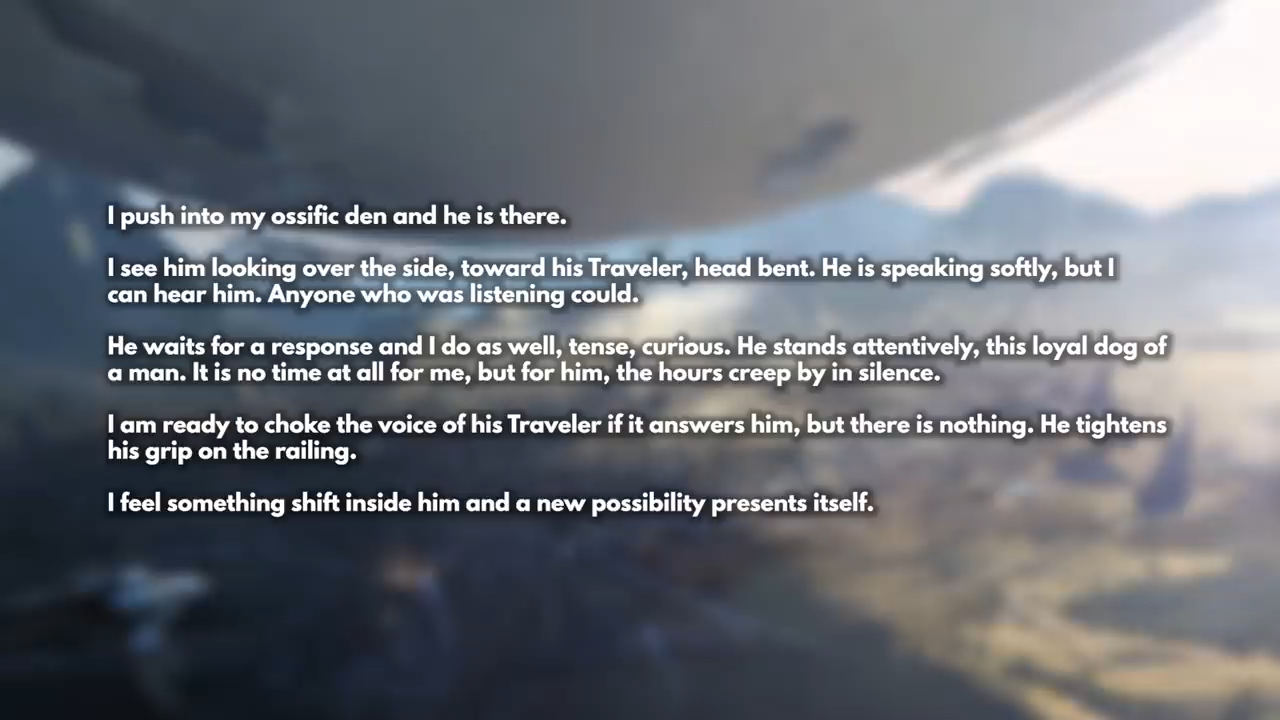 I push into my ossific den and he is there.
I see him looking over the side, toward his Traveler, head bent. He is speaking softly, but I
can hear him. Anyone who was listening could.
He waits for a response and I do as well, tense, curious. He stands attentively, this loyal dog of
a man. It is no time at all for me, but for him, the hours creep by in silence.
I am ready to choke the voice of his Traveler if it answers him, but there is nothing. He tightens
his grip on the railing.
I feel something shift inside him and a new possibility presents itself.